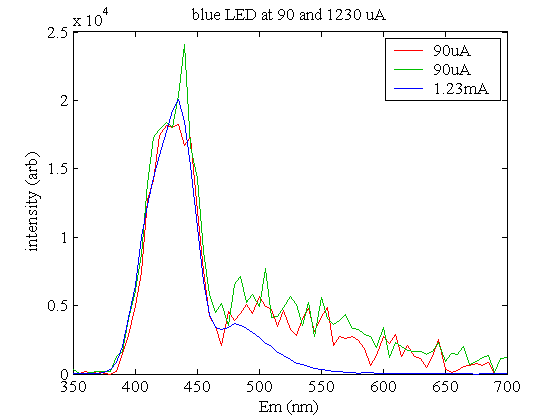 x 10^4
blue LED at 90 and 1230 uA
2.5
2
1.5
1
0.5
0
intensity (arb)
90uA
90uA
1.23mA
350 400 450 500 550 600 650 700
Em (nm)